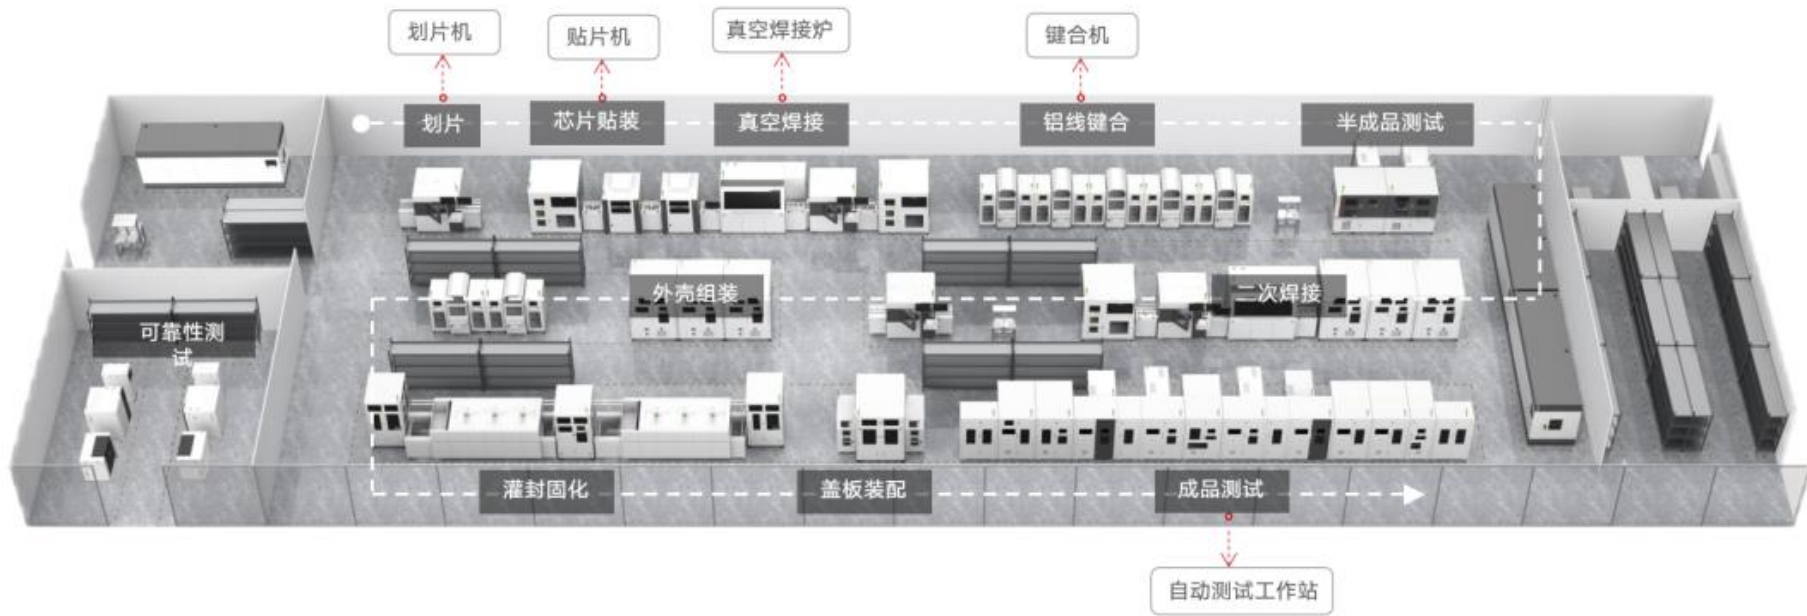 划片机
贴片机
真空焊接炉
键合机
划片
芯片贴装
真空焊接
铝线键合
半成品测试
外壳组装
二次焊接
可靠性测
试
灌封固化
盖板装配
成品测试
自动测试工作站